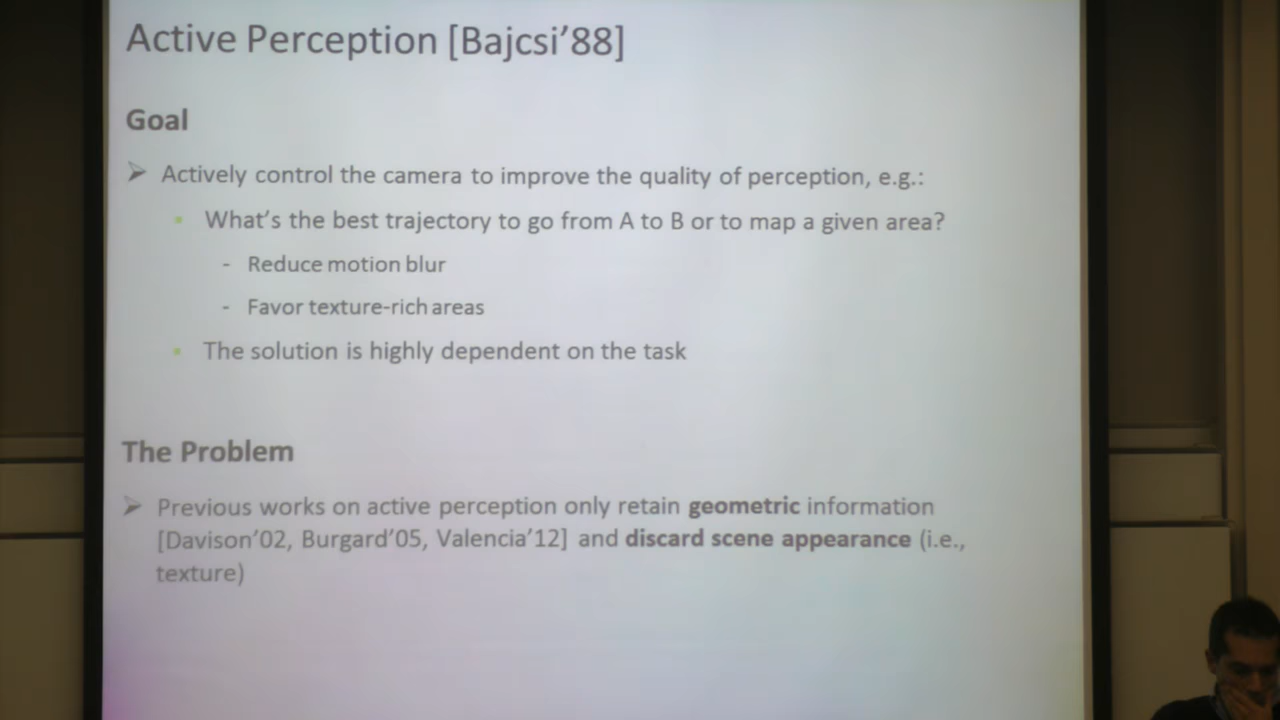 Active Perception [Bajcsi’88]
Goal
➤ Actively control the camera to improve the quality of perception, e.g.:
▪ What’s the best trajectory to go from A to B or to map a given area?
- Reduce motion blur
- Favor texture-rich areas
▪ The solution is highly dependent on the task
The Problem
➤ Previous works on active perception only retain geometric information
[Davison’02, Burgard’05, Valencia’12] and discard scene appearance (i.e.,
texture)